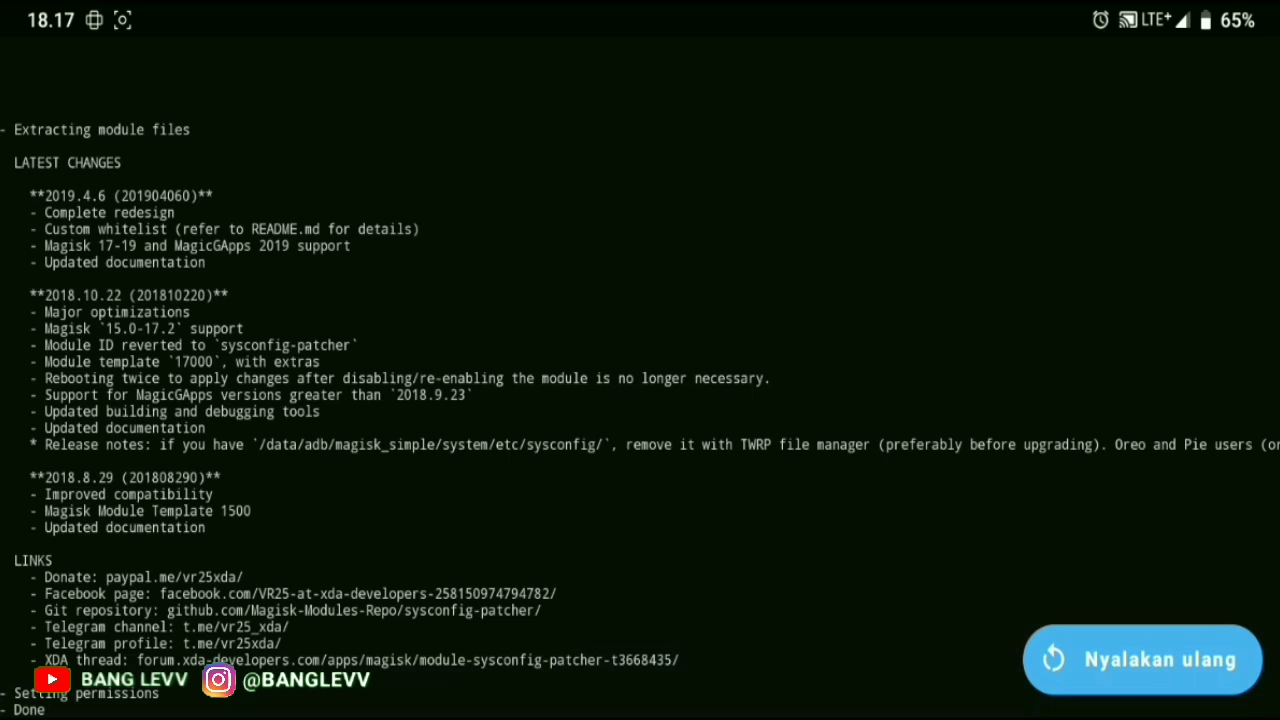 18.17 LTE+ 65%
- Extracting module files
LATEST CHANGES
**2019.4.6 (201904060)**
- Complete redesign
- Custom whitelist (refer to README.md for details)
- Magisk 17-19 and MagicGApps 2019 support
- Updated documentation
**2018.10.22 (201810220)**
- Major optimizations
- Magisk `15.0-17.2` support
- Module ID reverted to `sysconfig-patcher`
- Module template `17000`, with extras
- Rebooting twice to apply changes after disabling/re-enabling the module is no longer necessary.
- Support for MagicGApps versions greater than `2018.9.23`
- Updated building and debugging tools
- Updated documentation
* Release notes: if you have `/data/adb/magisk_simple/system/etc/sysconfig/`, remove it with TWRP file manager (preferably before upgrading). Oreo and Pie users (or
**2018.8.29 (201808290)**
- Improved compatibility
- Magisk Module Template 1500
- Updated documentation
LINKS
- Donate: paypal.me/vr25xda/
- Facebook page: facebook.com/VR25-at-xda-developers-258150974794782/
- Git repository: github.com/Magisk-Modules-Repo/sysconfig-patcher/
- Telegram channel: t.me/vr25_xda/
- Telegram profile: t.me/vr25xda/
- XDA thread: forum.xda-developers.com/apps/magisk/module-sysconfig-patcher-t3668435/
Nyalakan ulang
BANG LEVV @BANGLEVV
- Setting permissions
- Done